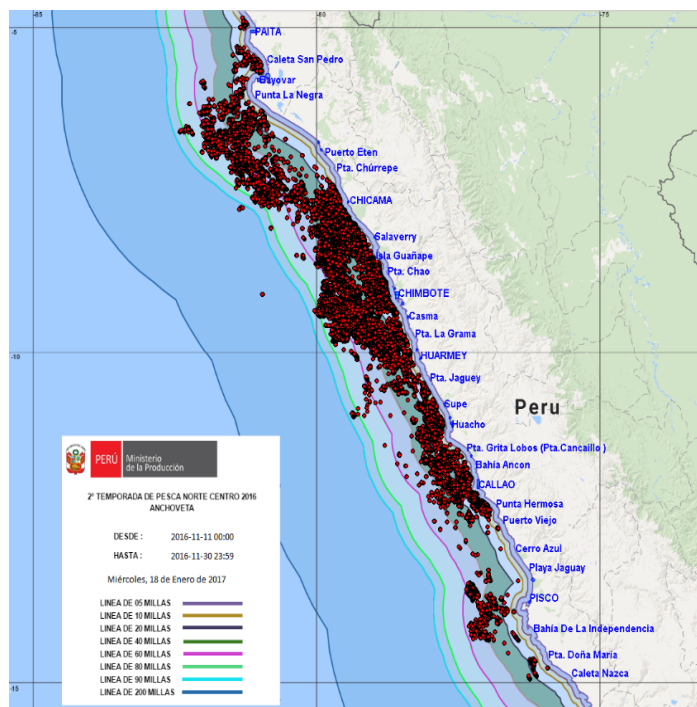 -85
-80
-75
-5
PAITA
Caleta San Pedro
Bayovar
Punta La Negra
Puerto Eten
Pta. Chúrrepe
CHICAMA
Salaverry
Isla Guañape
Pta. Chao
CHIMBOTE
Casma
Pta. La Grama
-10
HUARMEY
Pta. Jaguey
Supe
Peru
Huacho
Pta. Grita Lobos (Pta.Cancaillo )
Bahía Ancon
CALLAO
Punta Hermosa
Puerto Viejo
Cerro Azul
Playa Jaguay
PISCO
Bahía De La Independencia
Pta. Doña María
Caleta Nazca
-15
PERÚ
Ministerio
de la Producción
2° TEMPORADA DE PESCA NORTE CENTRO 2016
ANCHOVETA
DESDE : 2016-11-11 00:00
HASTA : 2016-11-30 23:59
Miércoles, 18 de Enero de 2017
LINEA DE 05 MILLAS
LINEA DE 10 MILLAS
LINEA DE 20 MILLAS
LINEA DE 40 MILLAS
LINEA DE 60 MILLAS
LINEA DE 80 MILLAS
LINEA DE 90 MILLAS
LINEA DE 200 MILLAS